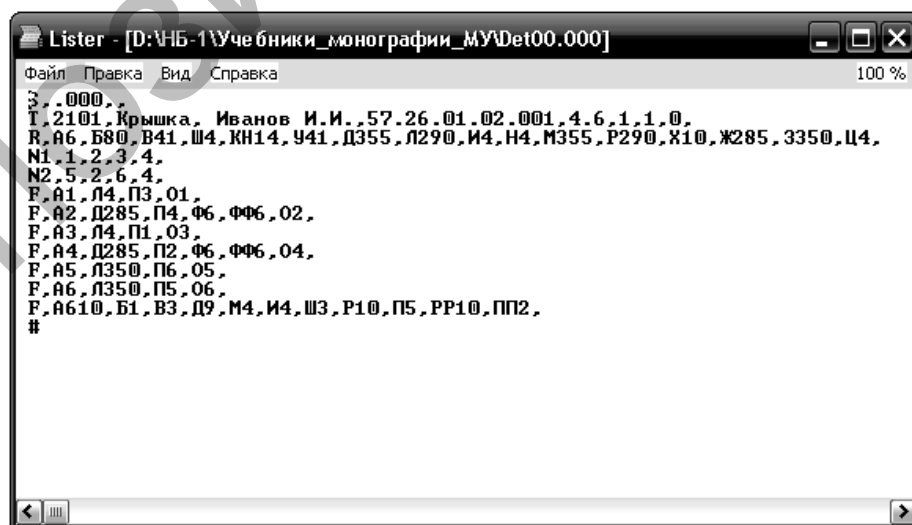 Lister - [D:\НБ-1\Учебники_монографии_МУ\Det00.000]
Файл Правка Вид Справка 100 %
3,.000,,
T,2101,Крышка, Иванов И.И.,57.26.01.02.001,4.6,1,1,0,
R,А6,Б80,В41,Ш4,КН14,У41,Д355,Л290,И4,Н4,М355,Р290,Х10,Ж285,З350,Ц4,
N1,1,2,3,4,
N2,5,2,6,4,
F,А1,Л4,П3,О1,
F,А2,Д285,П4,Ф6,ФФ6,О2,
F,А3,Л4,П1,О3,
F,А4,Д285,П2,Ф6,ФФ6,О4,
F,А5,Л350,П6,О5,
F,А6,Л350,П5,О6,
F,А610,Б1,В3,Д9,М4,И4,Ш3,Р10,П5,РР10,ПП2,
#